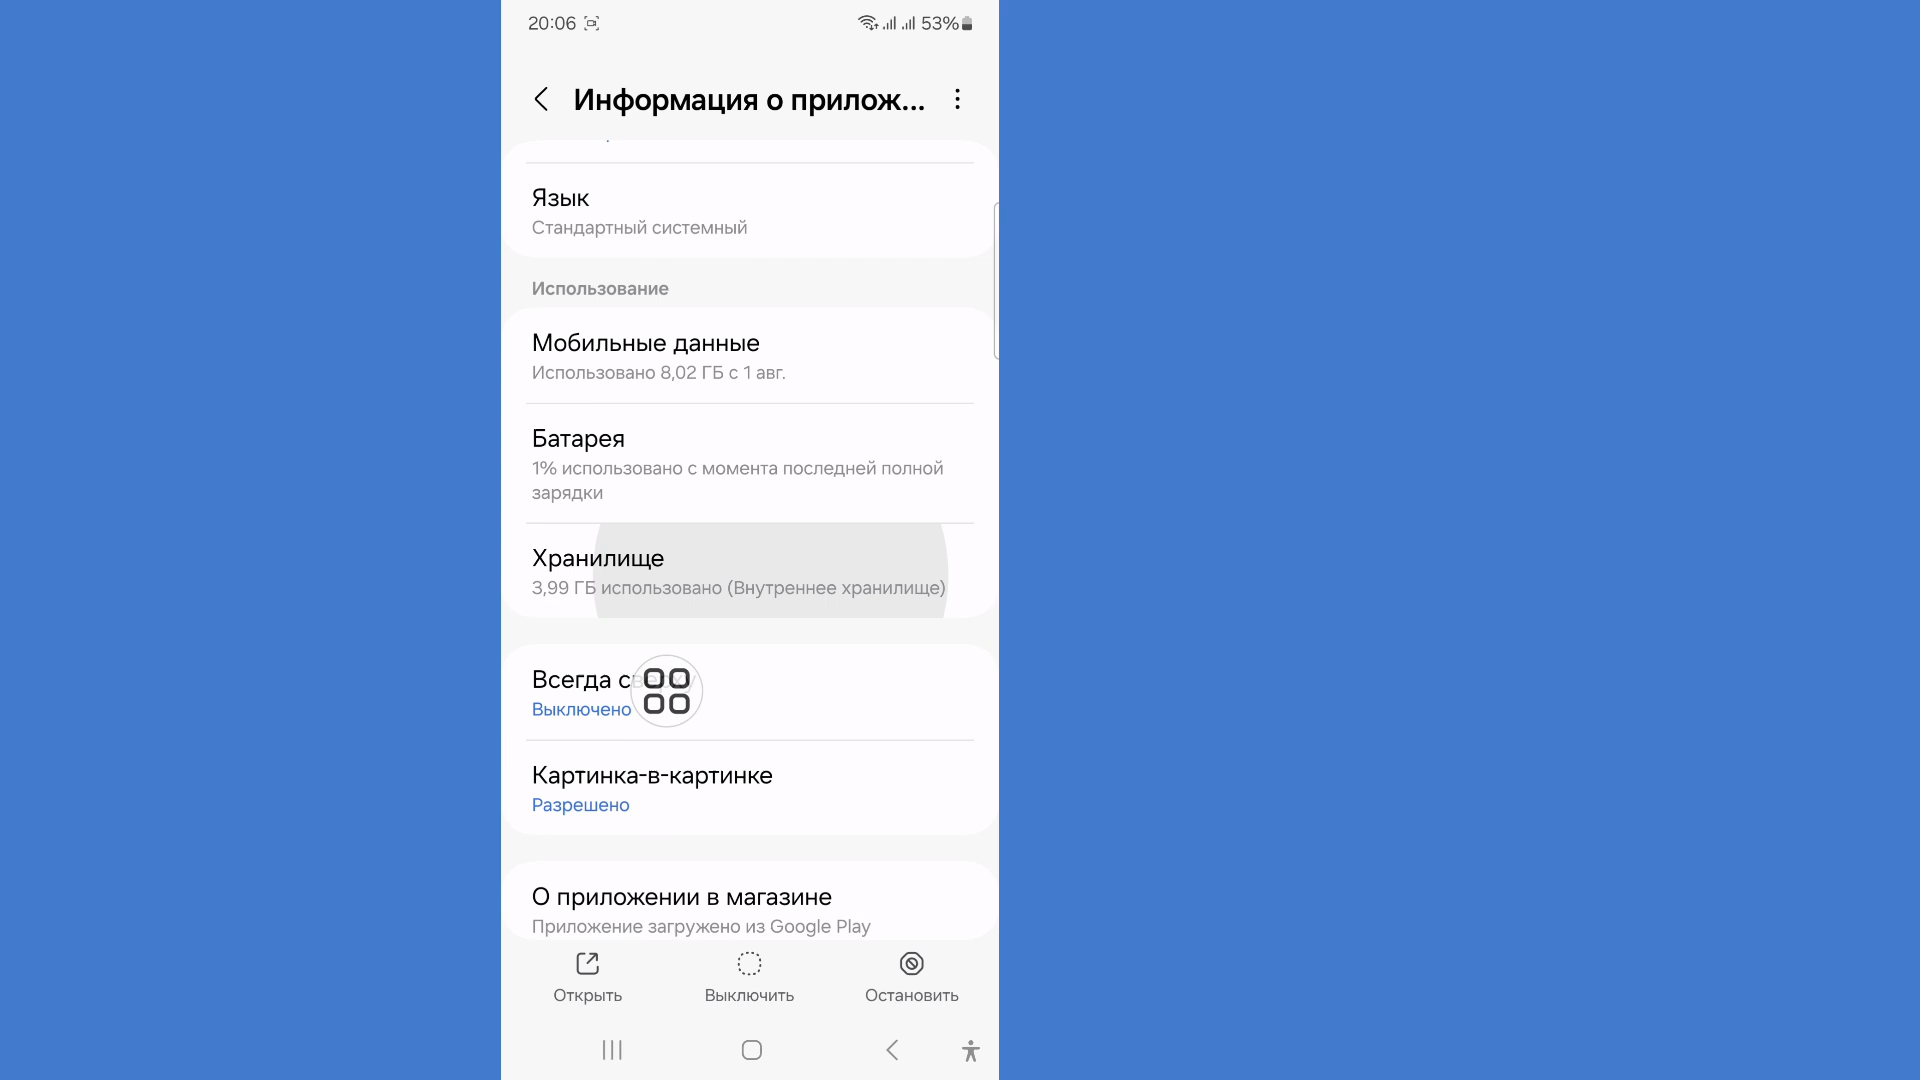 20:06
53%
Информация о прилож...
Язык
Стандартный системный
Использование
Мобильные данные
Использовано 8,02 ГБ с 1 авг.
Батарея
1% использовано с момента последней полной
зарядки
Хранилище
3,99 ГБ использовано (Внутреннее хранилище)
Всегда сверху
Выключено
Картинка-в-картинке
Разрешено
О приложении в магазине
Приложение загружено из Google Play
Открыть
Выключить
Остановить